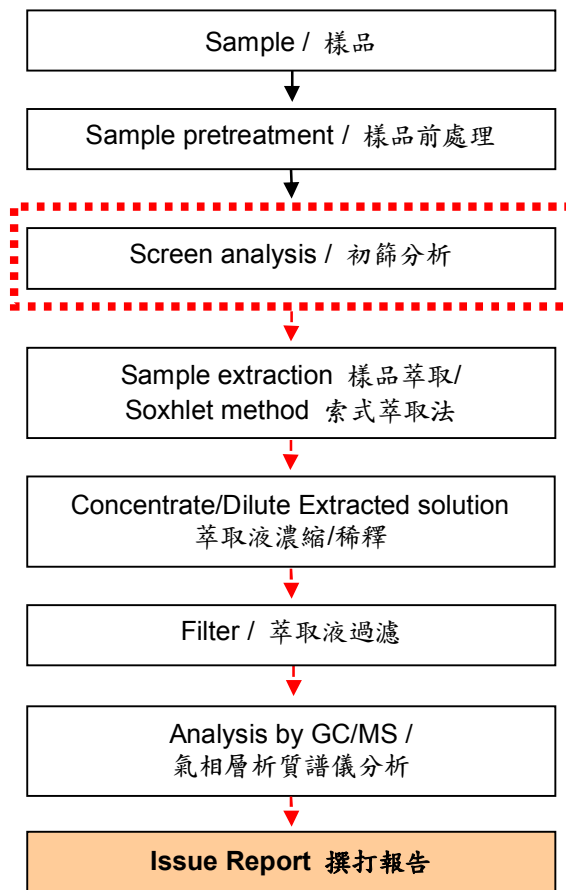 Sample / 樣品
Sample pretreatment / 樣品前處理
Screen analysis / 初篩分析
Sample extraction 樣品萃取/
Soxhlet method 索式萃取法
Concentrate/Dilute Extracted solution
萃取液濃縮/稀釋
Filter / 萃取液過濾
Analysis by GC/MS /
氣相層析質譜儀分析
Issue Report 撰打報告